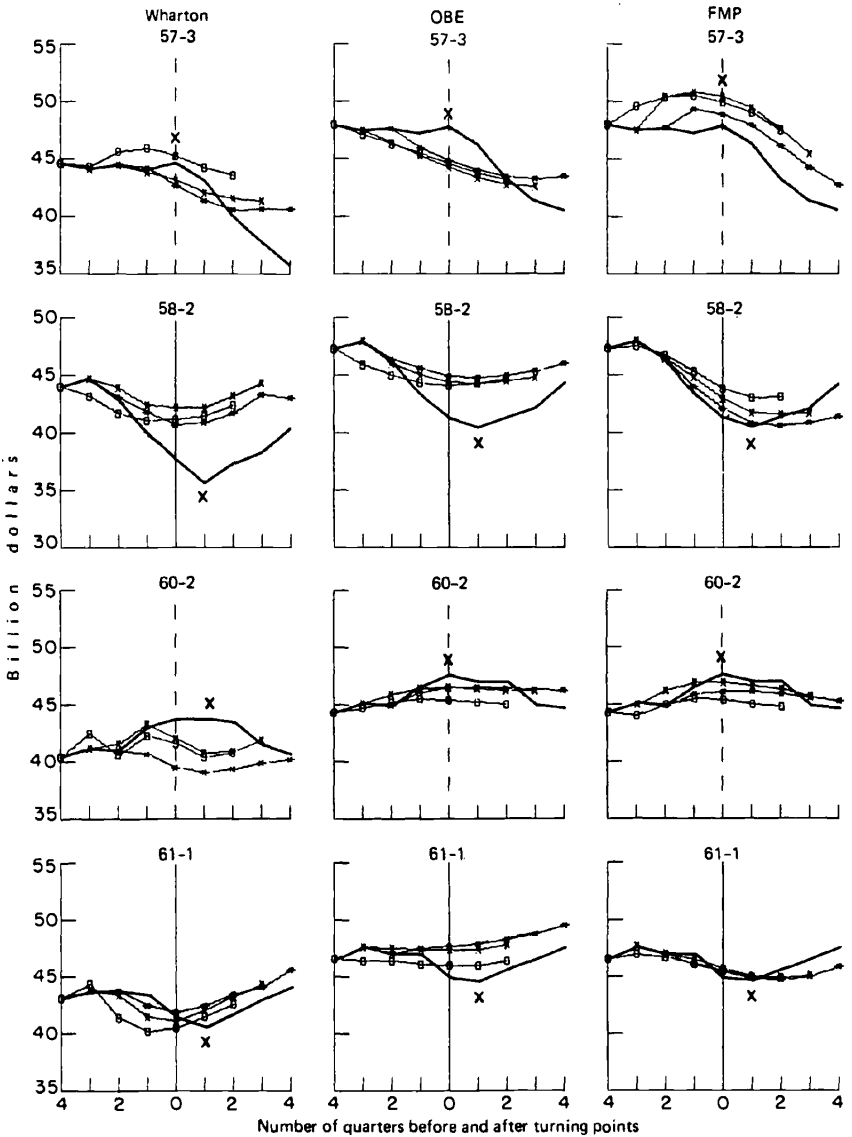 Wharton OBE FMP
57-3 57-3 57-3
55
50
45
40
35
X X X
58-2 5B-2 58-2
50
45
40
35
30
X X X
60-2 60-2 60-2
55
50
45
40
35
X X X
61-1 61-1 61-1
55
50
45
40
35
X X X
4 2 0 2 4 4 2 0 2 4 4 2 0 2 4
Number of quarters before and after turning points
Billion dollars